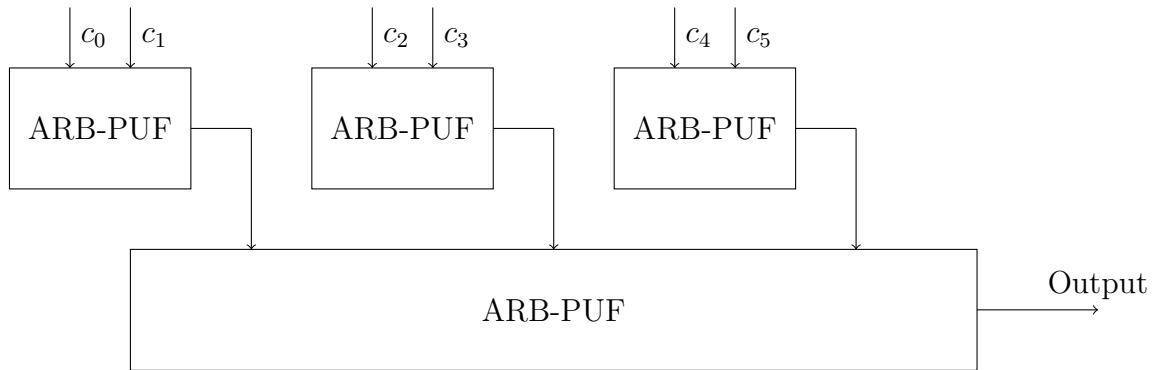 c₀ c₁ c₂ c₃ c₄ c₅
ARB-PUF ARB-PUF ARB-PUF
Output
ARB-PUF